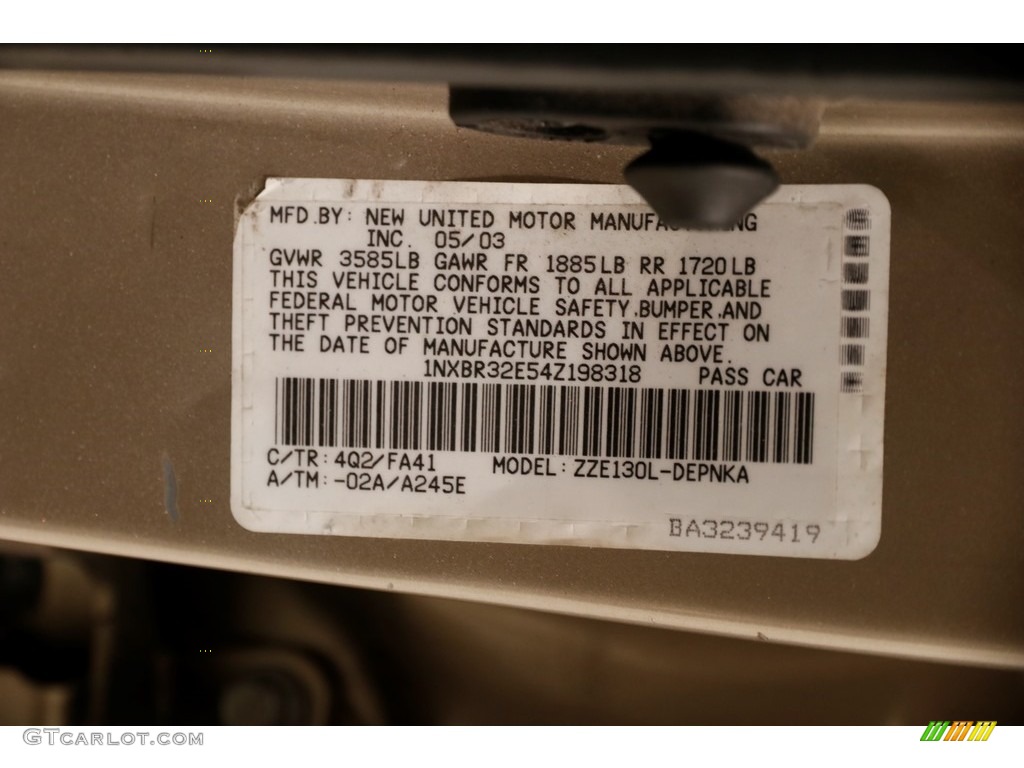 MFD.BY: NEW UNITED MOTOR MANUFACTURING
INC. 05/03
GVWR 3585LB GAWR FR 1885LB RR 1720LB
THIS VEHICLE CONFORMS TO ALL APPLICABLE
FEDERAL MOTOR VEHICLE SAFETY,BUMPER,AND
THEFT PREVENTION STANDARDS IN EFFECT ON
THE DATE OF MANUFACTURE SHOWN ABOVE.
1NXBR32E54Z198318 PASS CAR
C/TR:4Q2/FA41 MODEL:ZZE130L-DEPNKA
A/TM:-02A/A245E
BA3239419
GTCARLOT.COM